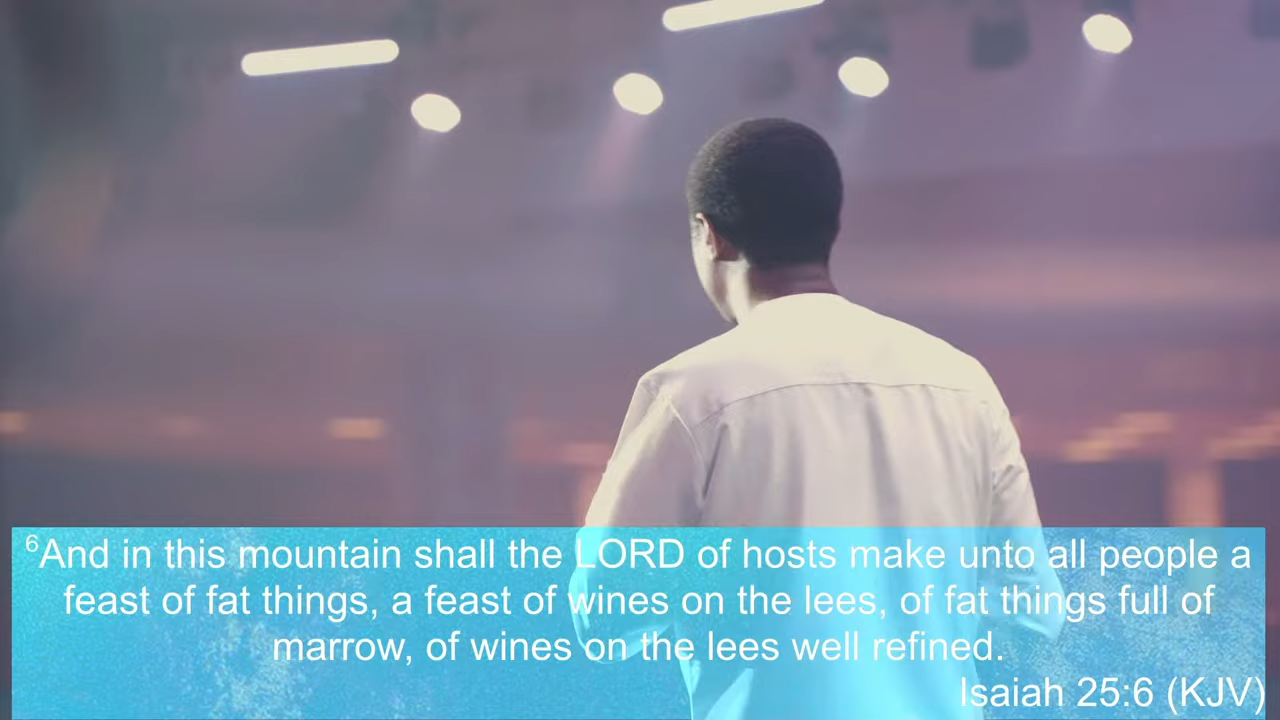 ⁶And in this mountain shall the LORD of hosts make unto all people a
feast of fat things, a feast of wines on the lees, of fat things full of
marrow, of wines on the lees well refined.
Isaiah 25:6 (KJV)